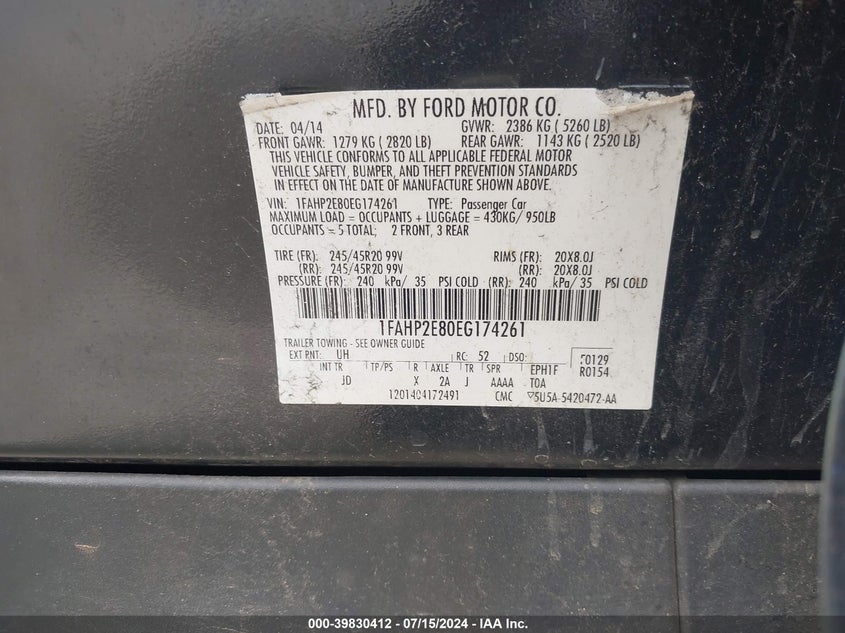 MFD. BY FORD MOTOR CO.
DATE: 04/14 GVWR: 2386 KG ( 5260 LB)
FRONT GAWR: 1279 KG ( 2820 LB) REAR GAWR: 1143 KG ( 2520 LB)
THIS VEHICLE CONFORMS TO ALL APPLICABLE FEDERAL MOTOR
VEHICLE SAFETY, BUMPER, AND THEFT PREVENTION STANDARDS
IN EFFECT ON THE DATE OF MANUFACTURE SHOWN ABOVE.
VIN: 1FAHP2E80EG174261 TYPE: Passenger Car
MAXIMUM LOAD = OCCUPANTS + LUGGAGE = 430KG/ 950LB
OCCUPANTS = 5 TOTAL; 2 FRONT, 3 REAR
TIRE (FR): 245/45R20 99V RIMS (FR): 20X8.0J
(RR): 245/45R20 99V (RR): 20X8.0J
PRESSURE (FR): 240 kPa/ 35 PSI COLD (RR): 240 kPa/ 35 PSI COLD
1FAHP2E80EG174261
TRAILER TOWING - SEE OWNER GUIDE
EXT PNT: UH RC: 52 DSO: F0129
INT TR TP/PS R AXLE TR SPR EPH1F R0154
JD X 2A J AAAA TOA
1201404172491 CMC ▽5U5A-5420472-AA
000-39830412 - 07/15/2024 - IAA Inc.